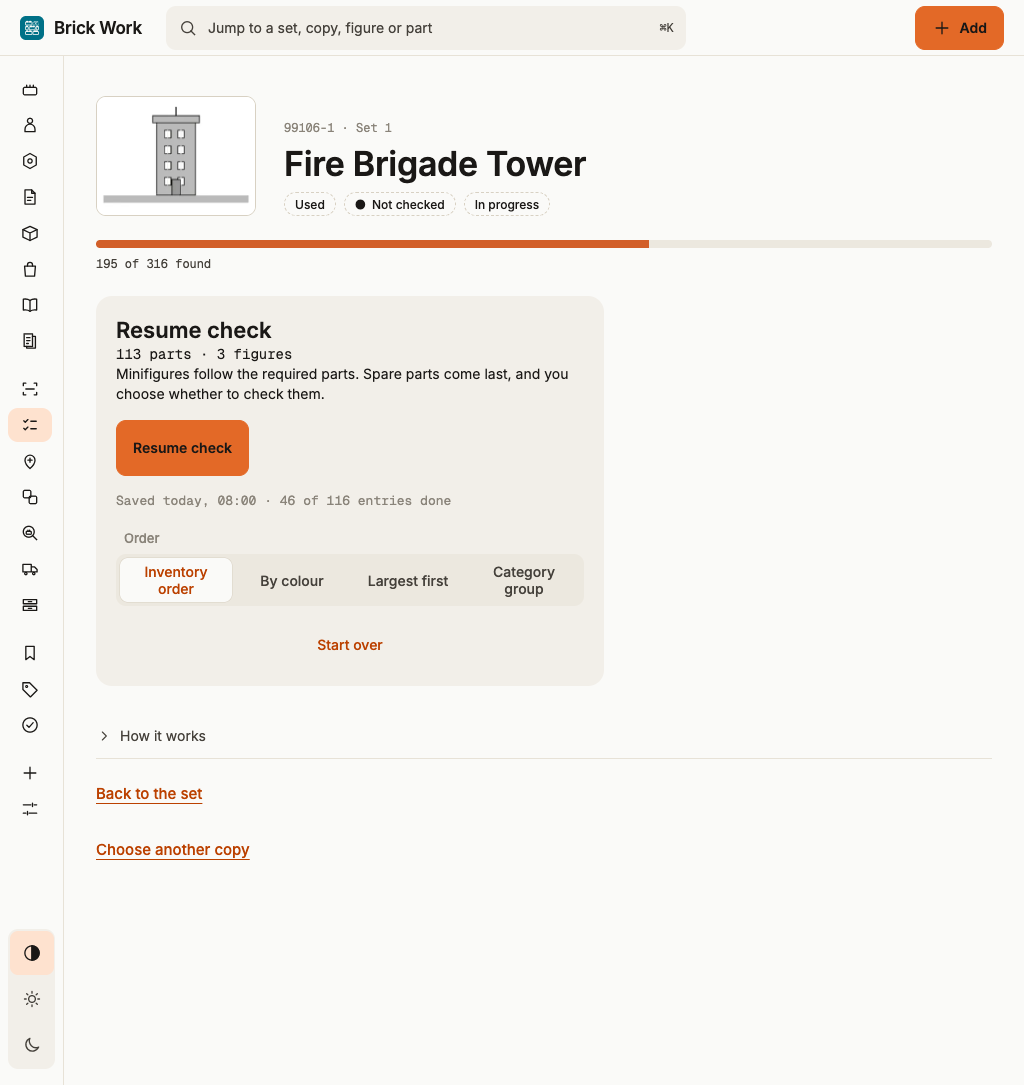 Brick Work
Jump to a set, copy, figure or part
⌘K
Add
99106-1 · Set 1
Fire Brigade Tower
Used
Not checked
In progress
195 of 316 found
Resume check
113 parts · 3 figures
Minifigures follow the required parts. Spare parts come last, and you
choose whether to check them.
Resume check
Saved today, 08:00 · 46 of 116 entries done
Order
Inventory
order
By colour
Largest first
Category
group
Start over
How it works
Back to the set
Choose another copy